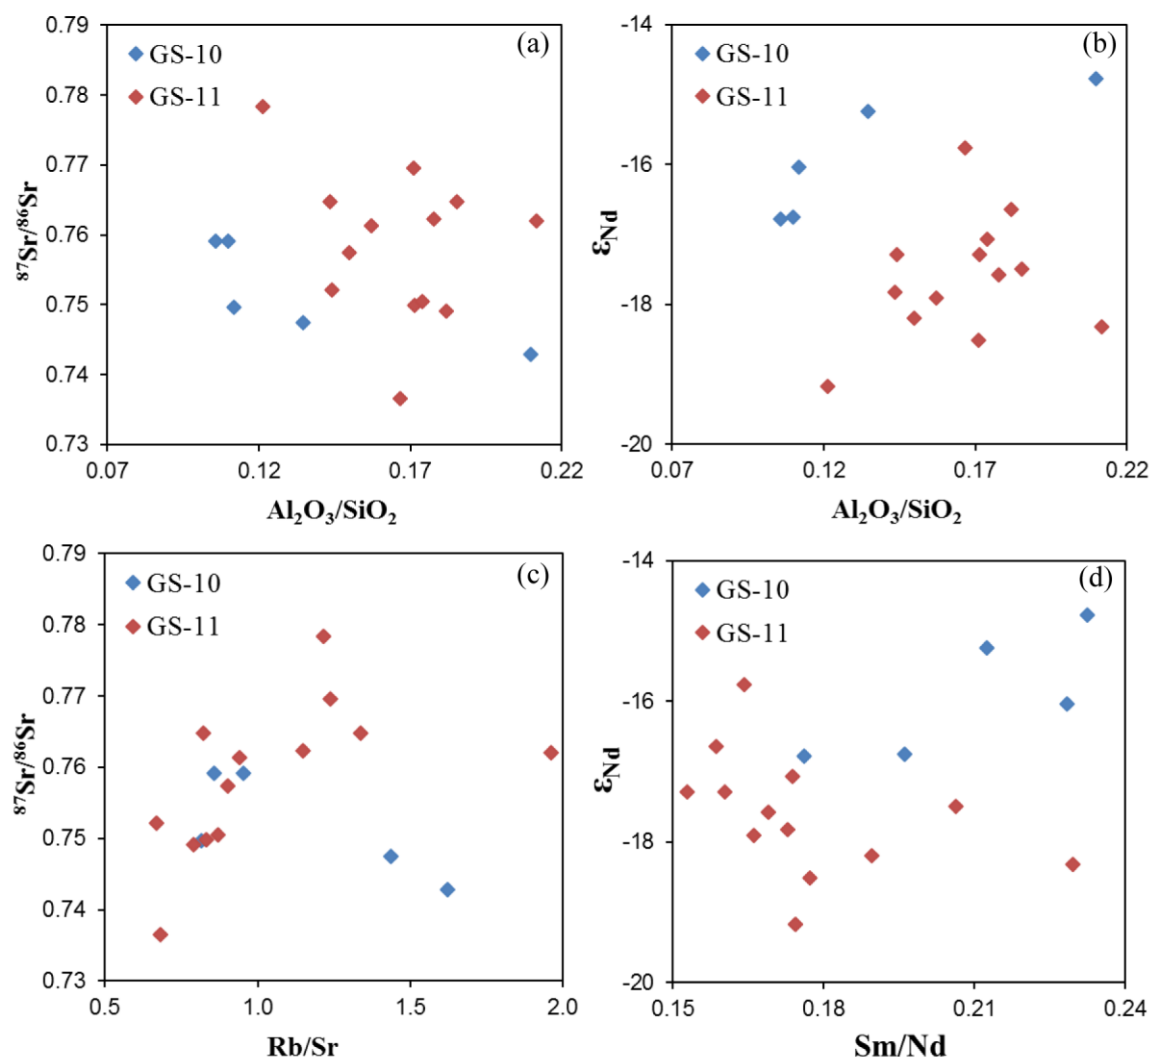 (a)
GS-10
GS-11
0.79
0.78
0.77
0.76
0.75
0.74
0.73
⁸⁷Sr/⁸⁶Sr
0.07
0.12
0.17
0.22
Al₂O₃/SiO₂
(b)
GS-10
GS-11
-14
-16
-18
-20
εNd
0.07
0.12
0.17
0.22
Al₂O₃/SiO₂
(c)
GS-10
GS-11
0.79
0.78
0.77
0.76
0.75
0.74
0.73
⁸⁷Sr/⁸⁶Sr
0.5
1.0
1.5
2.0
Rb/Sr
(d)
GS-10
GS-11
-14
-16
-18
-20
εNd
0.15
0.18
0.21
0.24
Sm/Nd